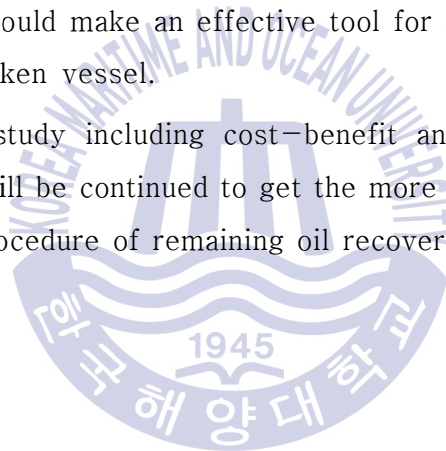 ould make an effective tool for
ken vessel.
study including cost-benefit an
ill be continued to get the more
ocedure of remaining oil recover
KOREA MARITIME AND OCEAN UNIVERSITY
1945
한국해양대학교